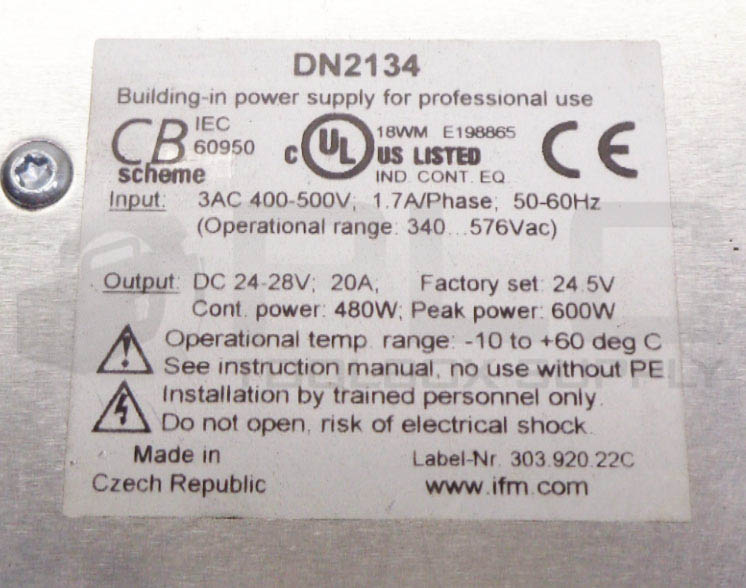 DN2134
Building-in power supply for professional use
CB scheme IEC 60950
c UL US LISTED 18WM E198865 IND. CONT. EQ
CE
Input: 3AC 400-500V; 1.7A/Phase; 50-60Hz
(Operational range: 340...576Vac)
Output: DC 24-28V; 20A, Factory set: 24.5V
Cont. power: 480W; Peak power: 600W
Operational temp. range: -10 to +60 deg C
See instruction manual, no use without PE
Installation by trained personnel only.
Do not open, risk of electrical shock.
Made in
Czech Republic
Label-Nr. 303.920.22C
www.ifm.com
PLC
TOOLBOX SUPPLY